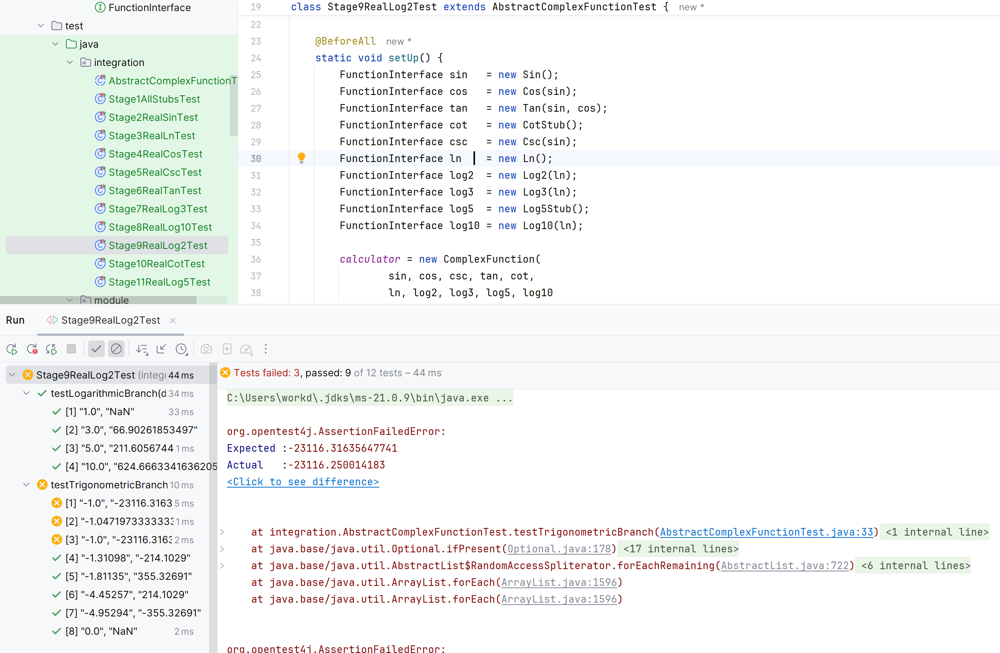 FunctionInterface
test
java
integration
AbstractComplexFunctionT
Stage1AllStubsTest
Stage2RealSinTest
Stage3RealLnTest
Stage4RealCosTest
Stage5RealCscTest
Stage6RealTanTest
Stage7RealLog3Test
Stage8RealLog10Test
Stage9RealLog2Test
Stage10RealCotTest
Stage11RealLog5Test
module
19 class Stage9RealLog2Test extends AbstractComplexFunctionTest { new *
22
23 @BeforeAll new *
24 static void setUp() {
25 FunctionInterface sin   = new Sin();
26 FunctionInterface cos   = new Cos(sin);
27 FunctionInterface tan   = new Tan(sin, cos);
28 FunctionInterface cot   = new CotStub();
29 FunctionInterface csc   = new Csc(sin);
30 FunctionInterface ln    = new Ln();
31 FunctionInterface log2  = new Log2(ln);
32 FunctionInterface log3  = new Log3(ln);
33 FunctionInterface log5  = new Log5Stub();
34 FunctionInterface log10 = new Log10(ln);
35
36 calculator = new ComplexFunction(
37 sin, cos, csc, tan, cot,
38 ln, log2, log3, log5, log10
Run Stage9RealLog2Test
Stage9RealLog2Test (integr 44 ms
testLogarithmicBranch(d 34 ms
[1] "1.0", "NaN" 33 ms
[2] "3.0", "66.90261853497"
[3] "5.0", "211.6056744 1 ms
[4] "10.0", "624.6663341636205
testTrigonometricBranch 10 ms
[1] "-1.0", "-23116.3163 5 ms
[2] "-1.0471973333333 1 ms
[3] "-1.0", "-23116.3163 2 ms
[4] "-1.31098", "-214.1029"
[5] "-1.81135", "355.32691"
[6] "-4.45257", "214.1029"
[7] "-4.95294", "-355.32691"
[8] "0.0", "NaN" 2 ms
Tests failed: 3, passed: 9 of 12 tests – 44 ms
C:\Users\workd\.jdks\ms-21.0.9\bin\java.exe ...
org.opentest4j.AssertionFailedError:
Expected :-23116.31635647741
Actual   :-23116.250014183
<Click to see difference>
at integration.AbstractComplexFunctionTest.testTrigonometricBranch(AbstractComplexFunctionTest.java:33) <1 internal line>
at java.base/java.util.Optional.ifPresent(Optional.java:178) <17 internal lines>
at java.base/java.util.AbstractList$RandomAccessSpliterator.forEachRemaining(AbstractList.java:722) <6 internal lines>
at java.base/java.util.ArrayList.forEach(ArrayList.java:1596)
at java.base/java.util.ArrayList.forEach(ArrayList.java:1596)
org.opentest4j.AssertionFailedError: